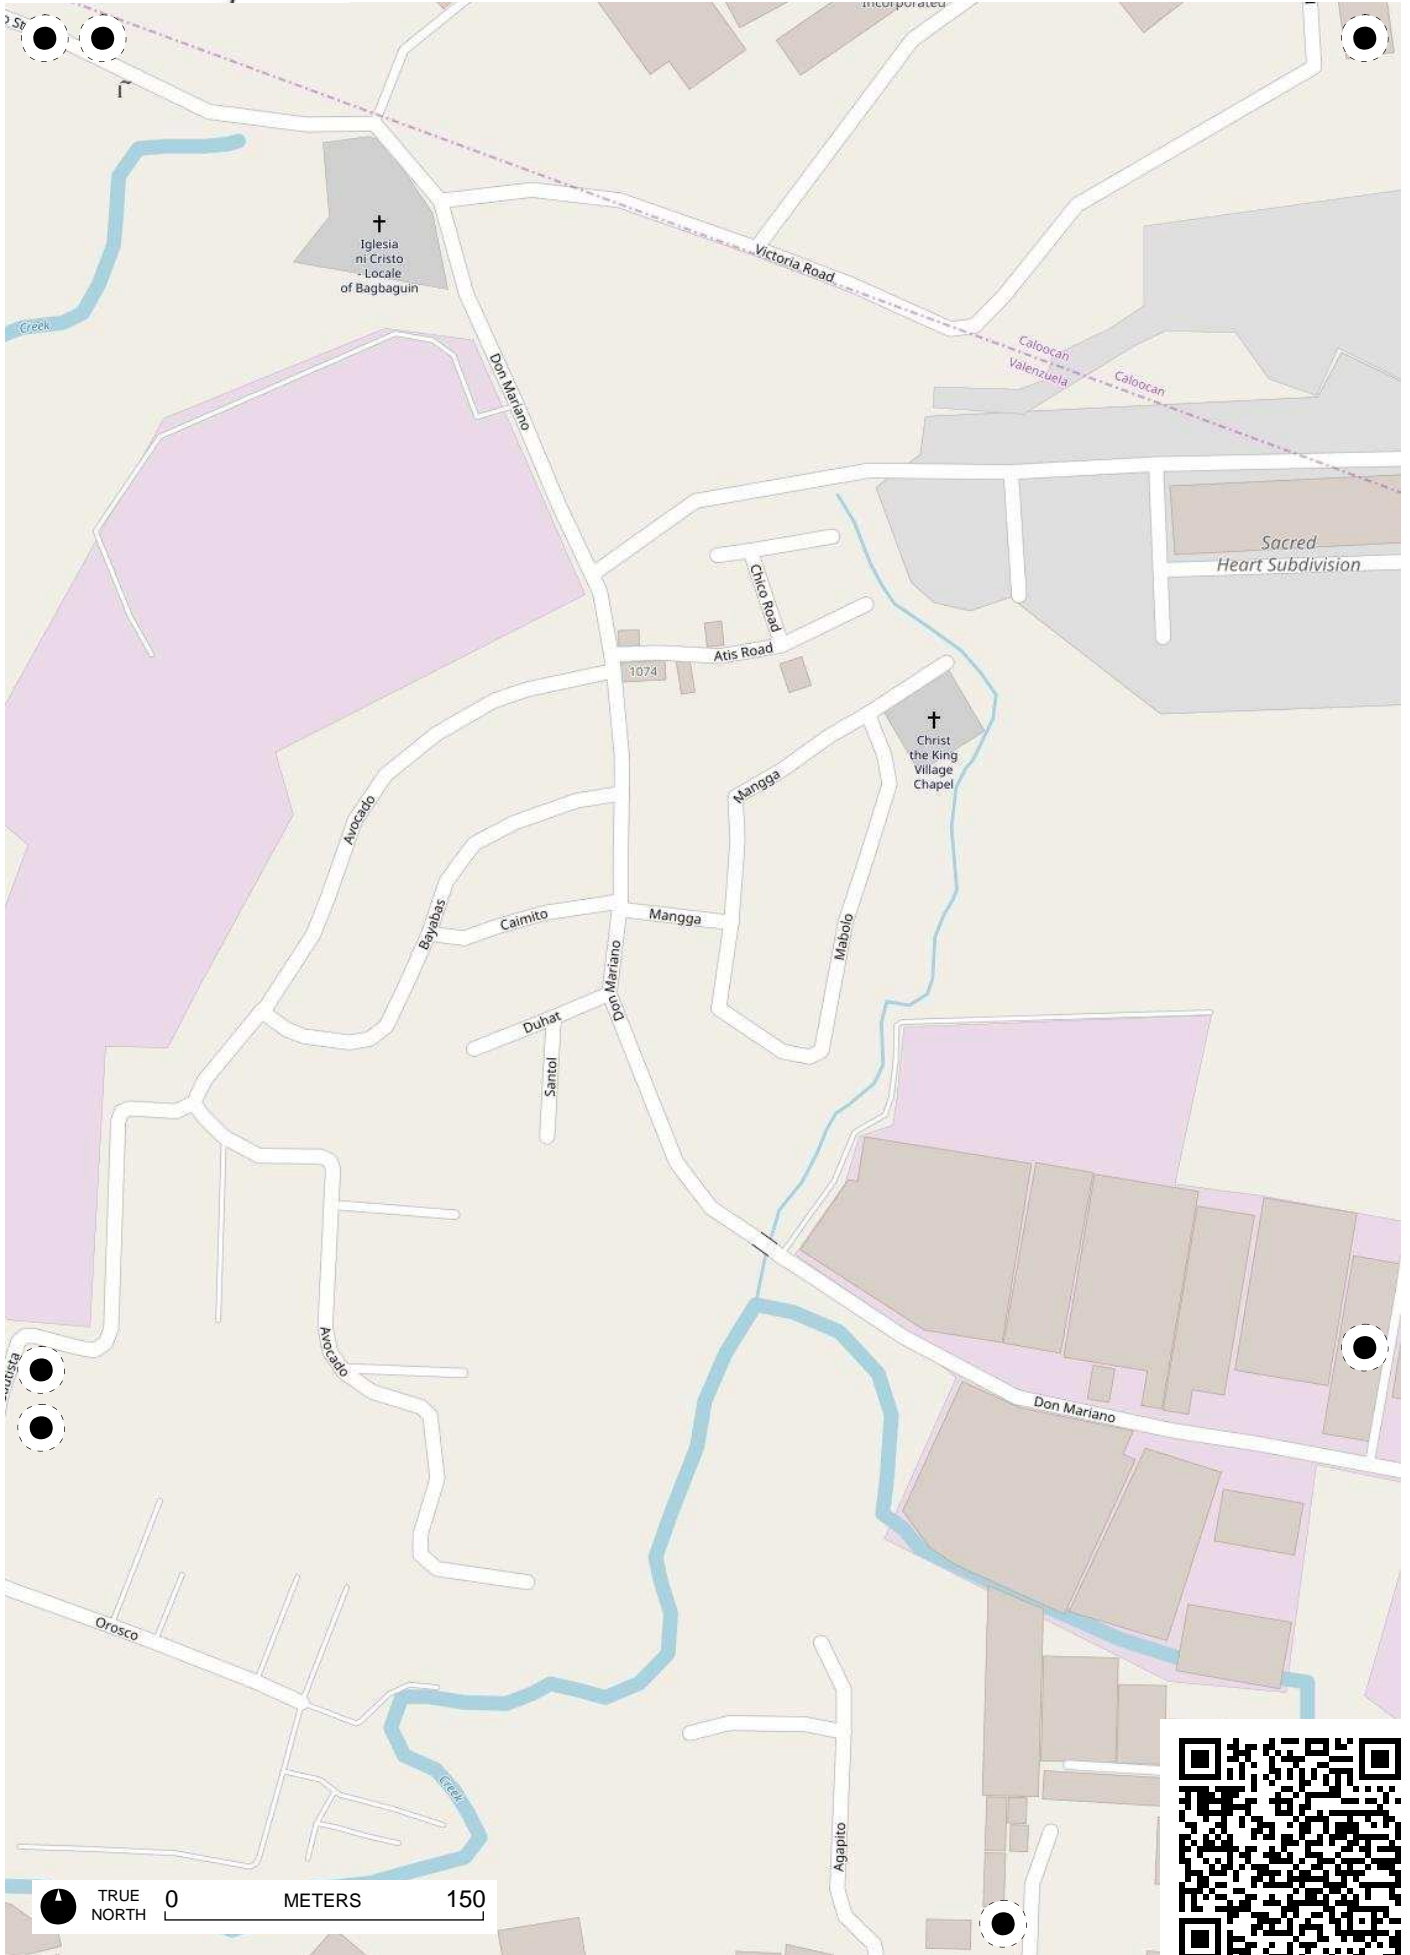 Incorporated
Iglesia
ni Cristo
- Locale
of Bagbaguin
Victoria Road
Creek
Caloocan
Valenzuela
Caloocan
Don Mariano
Sacred
Heart Subdivision
Chico Road
Atis Road
1074
Christ
the King
Village
Chapel
Mangga
Avocado
Bayabas
Caimito
Mangga
Mabolo
Don Mariano
Don Mariano
Duhat
Santol
Avocado
Don Mariano
Orosco
Creek
Agapito
TRUE
NORTH
0 METERS 150